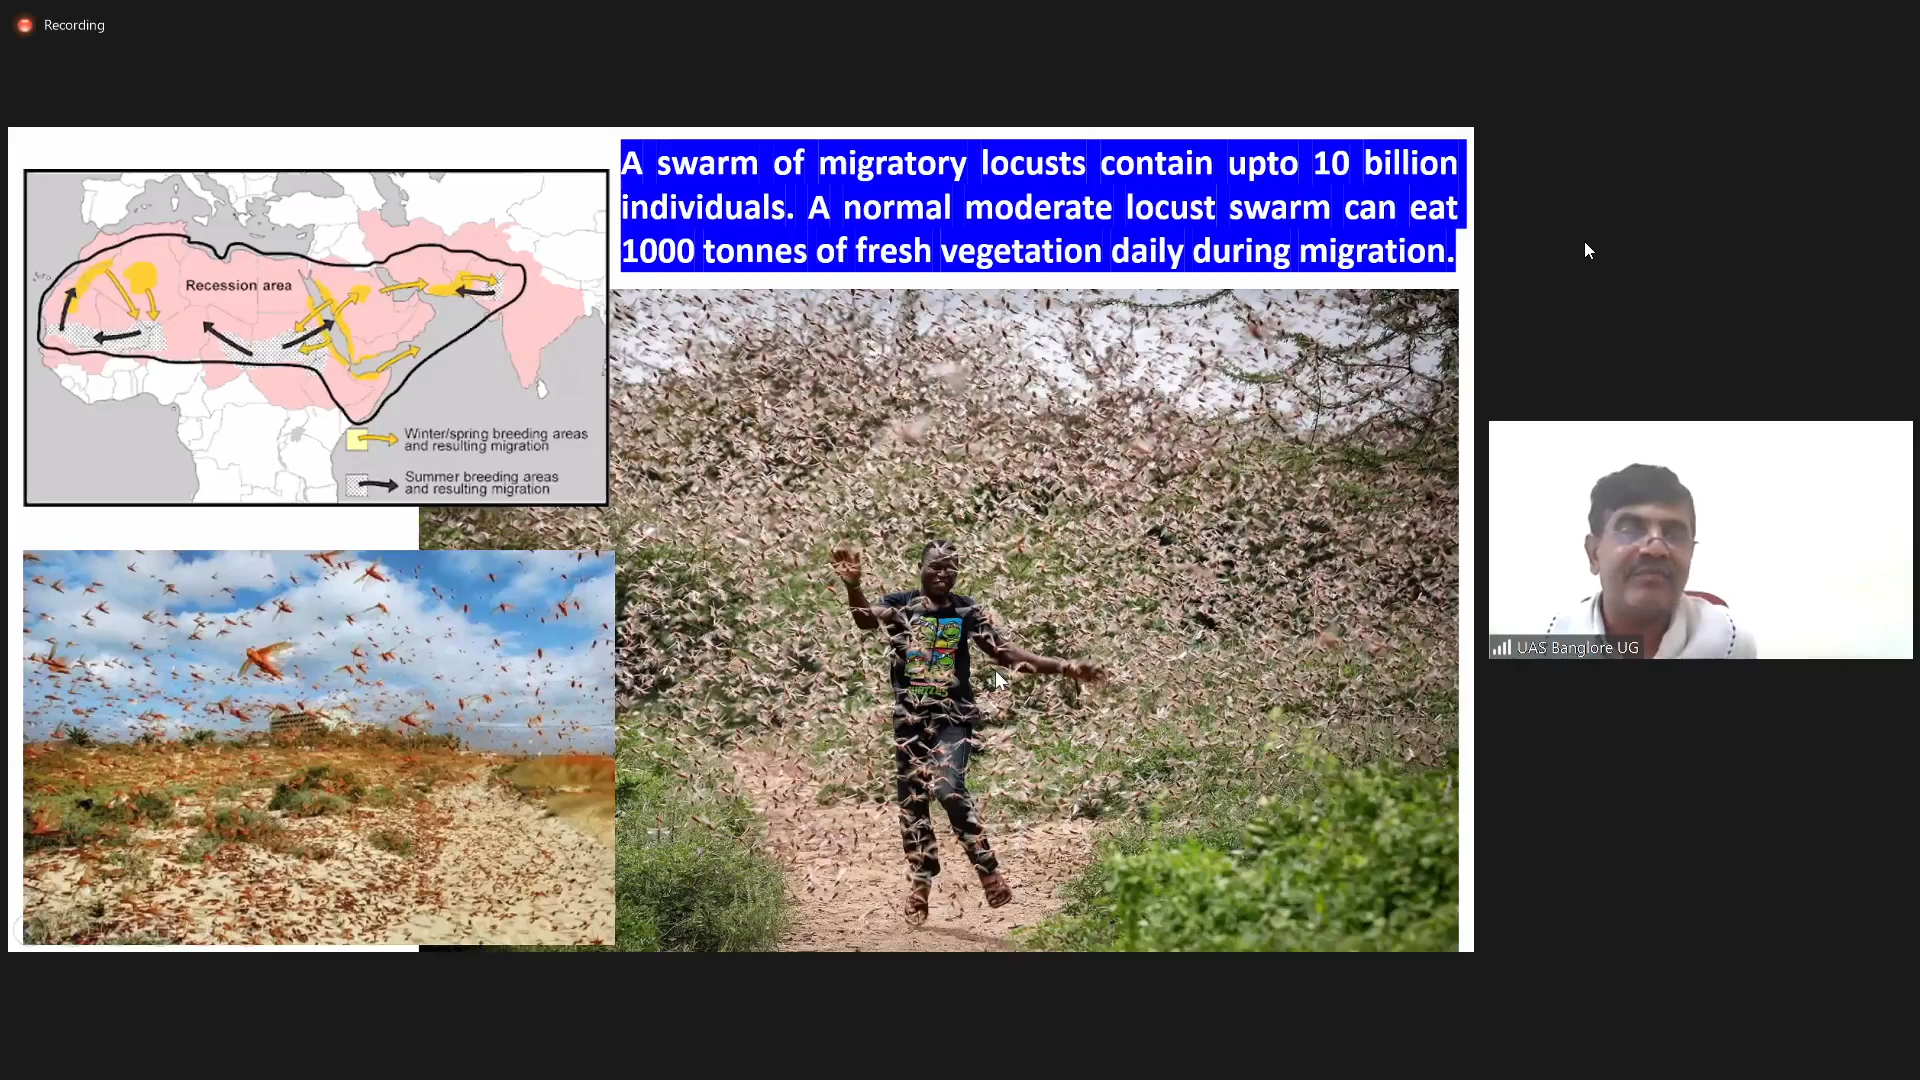 Recording
A swarm of migratory locusts contain upto 10 billion
individuals. A normal moderate locust swarm can eat
1000 tonnes of fresh vegetation daily during migration.
Recession area
Winter/spring breeding areas
and resulting migration
Summer breeding areas
and resulting migration
UAS Banglore UG